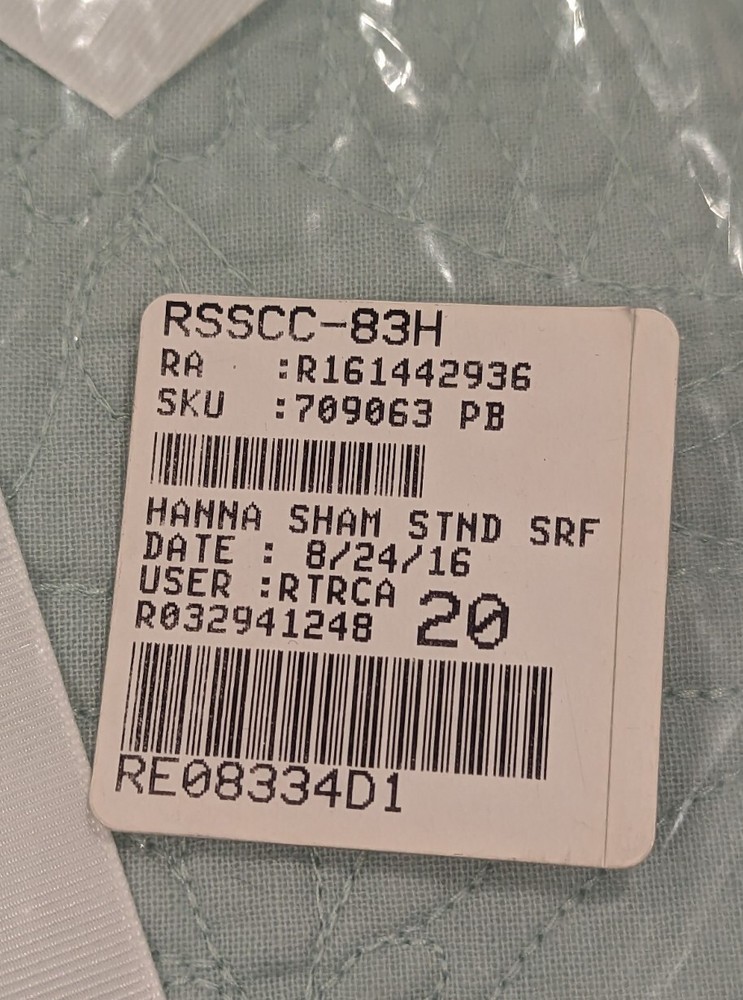 RSSCC-83H
RA :R161442936
SKU :709063 PB
HANNA SHAM STND SRF
DATE : 8/24/16
USER :RTRCA
R032941248 20
RE08334D1